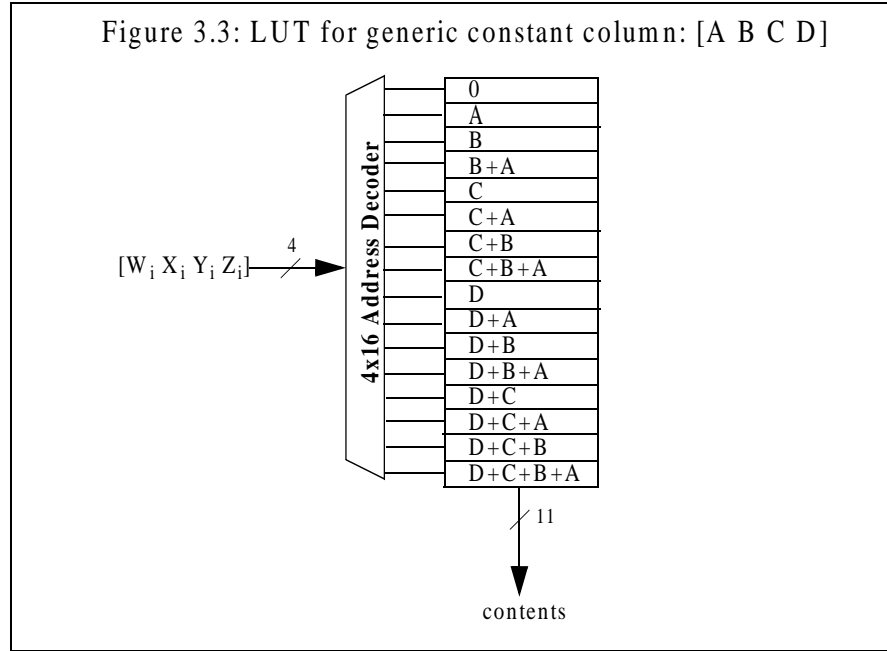 Figure 3.3: LUT for generic constant column: [A B C D]
0
A
B
B+A
C
C+A
C+B
C+B+A
D
D+A
D+B
D+B+A
D+C
D+C+A
D+C+B
D+C+B+A
4x16 Address Decoder
4
[Wi Xi Yi Zi]
11
contents